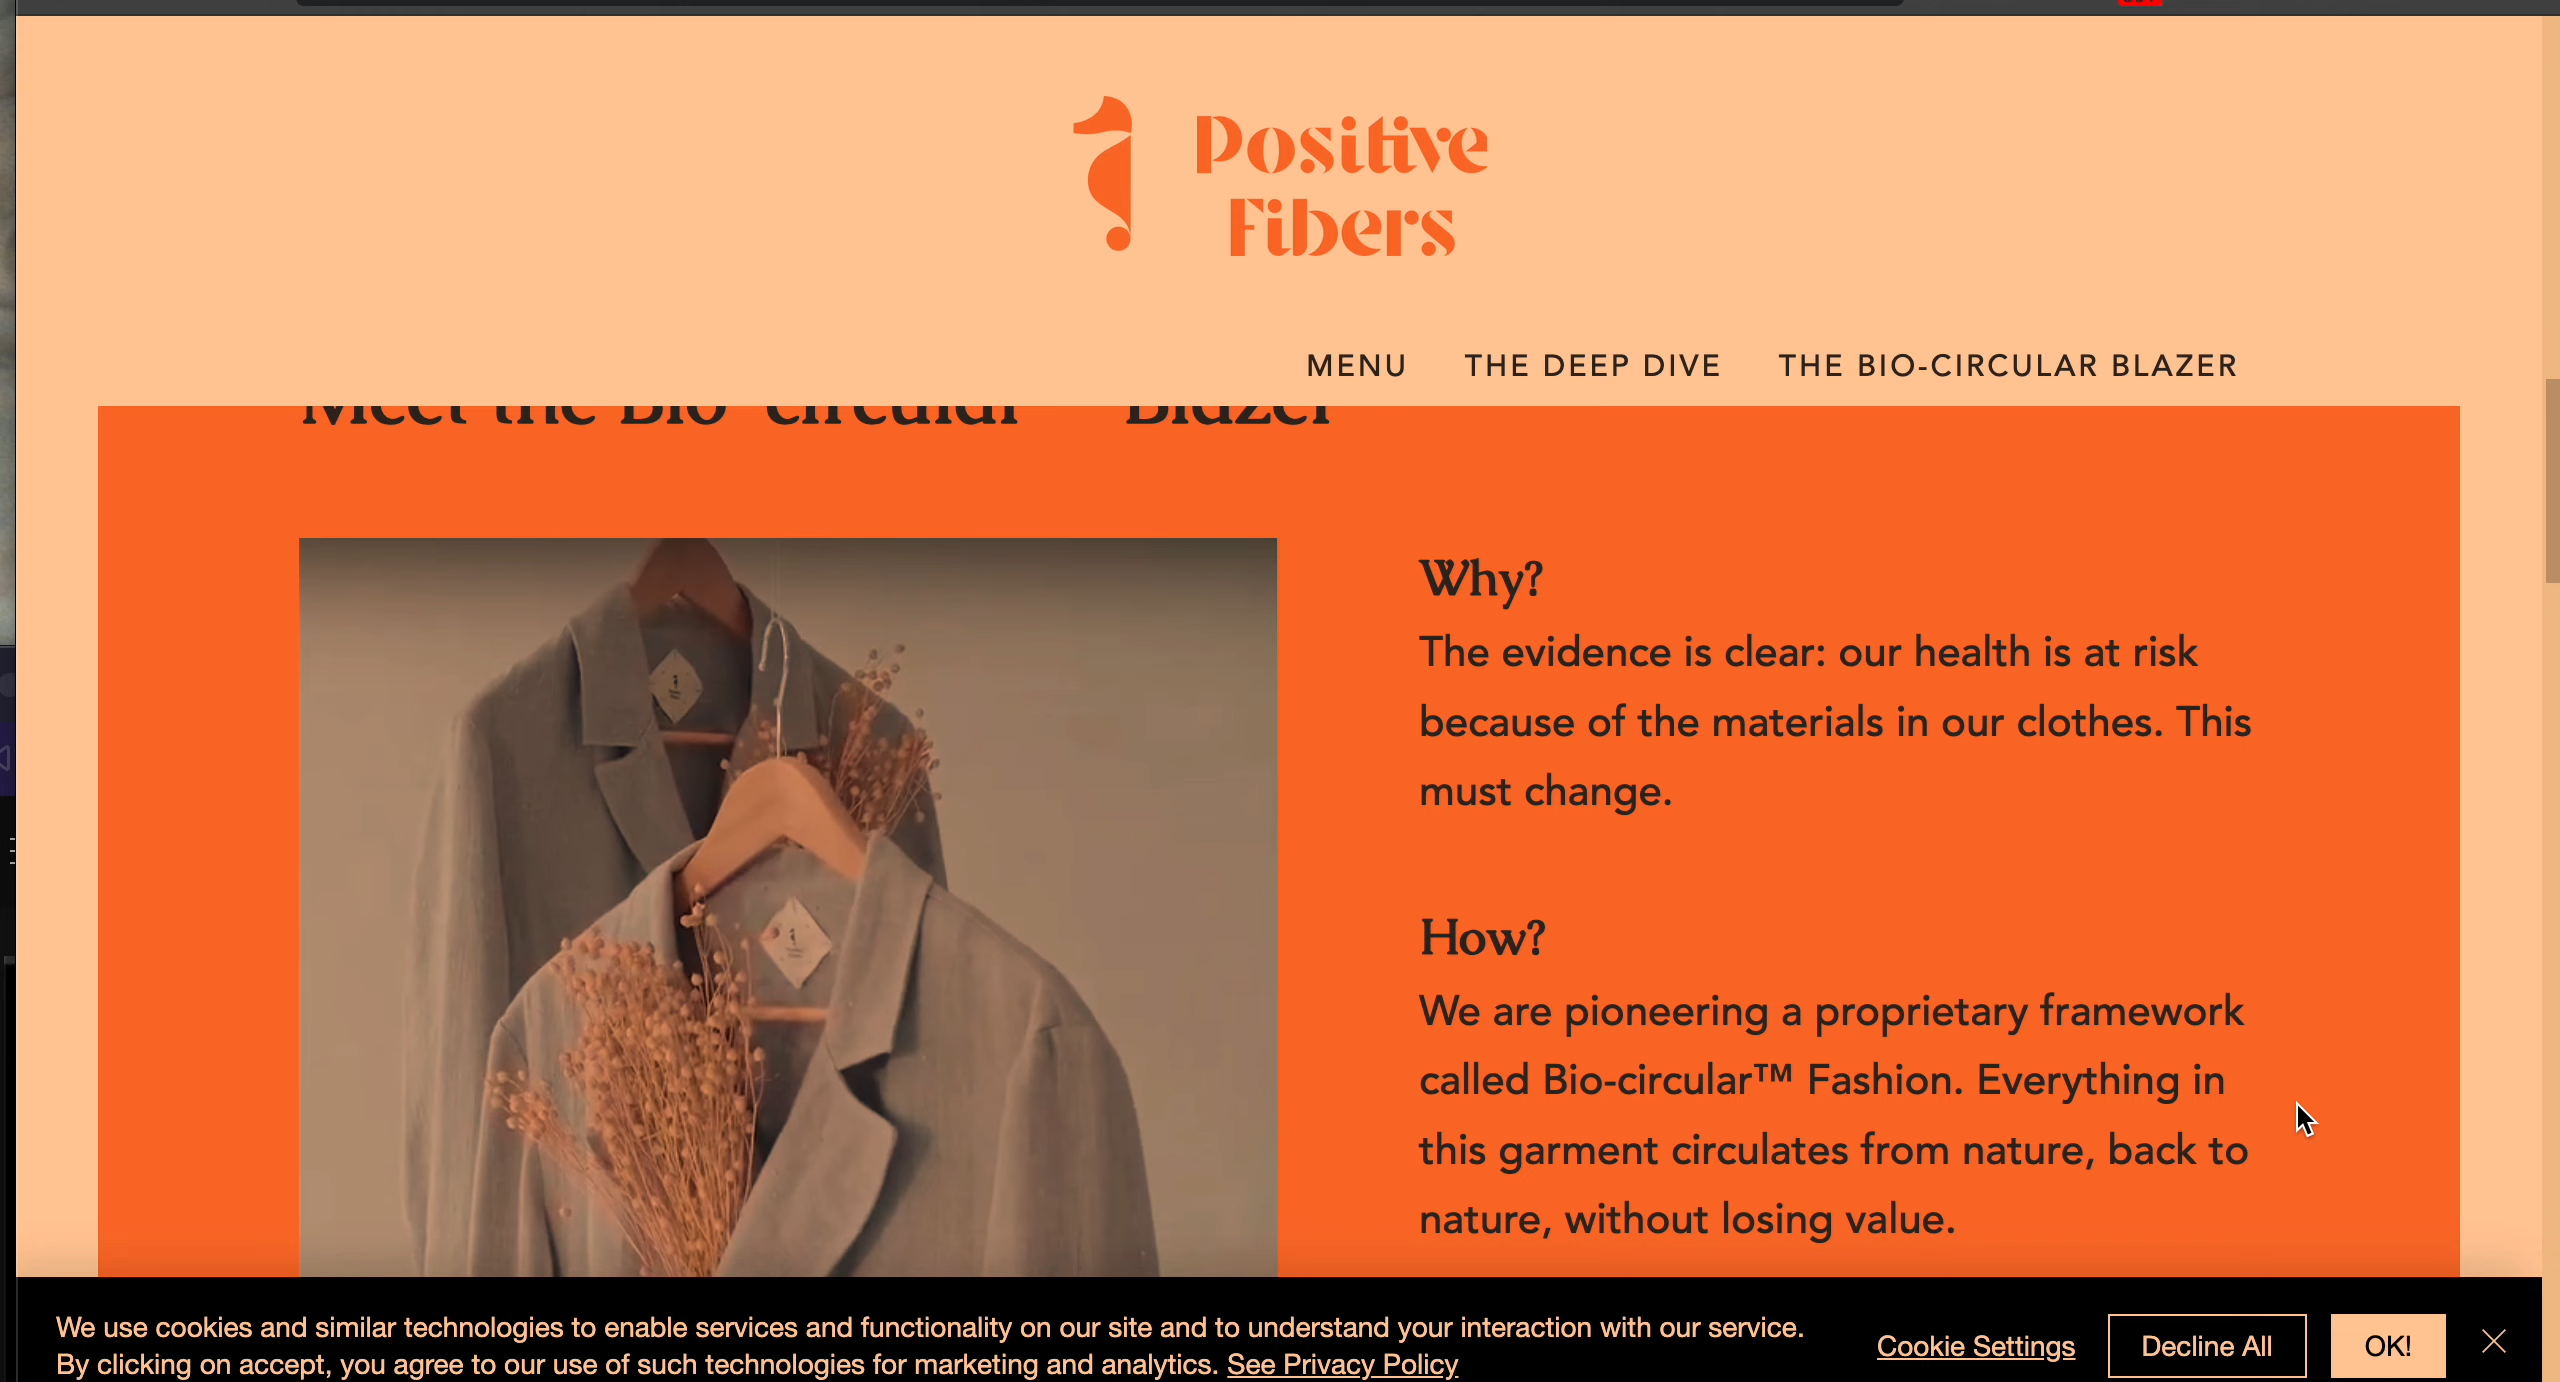 Positive
Fibers
MENU THE DEEP DIVE THE BIO-CIRCULAR BLAZER
Meet the Bio-circular Blazer
Why?
The evidence is clear: our health is at risk
because of the materials in our clothes. This
must change.
How?
We are pioneering a proprietary framework
called Bio-circular™ Fashion. Everything in
this garment circulates from nature, back to
nature, without losing value.
We use cookies and similar technologies to enable services and functionality on our site and to understand your interaction with our service.
By clicking on accept, you agree to our use of such technologies for marketing and analytics. See Privacy Policy
Cookie Settings
Decline All
OK!